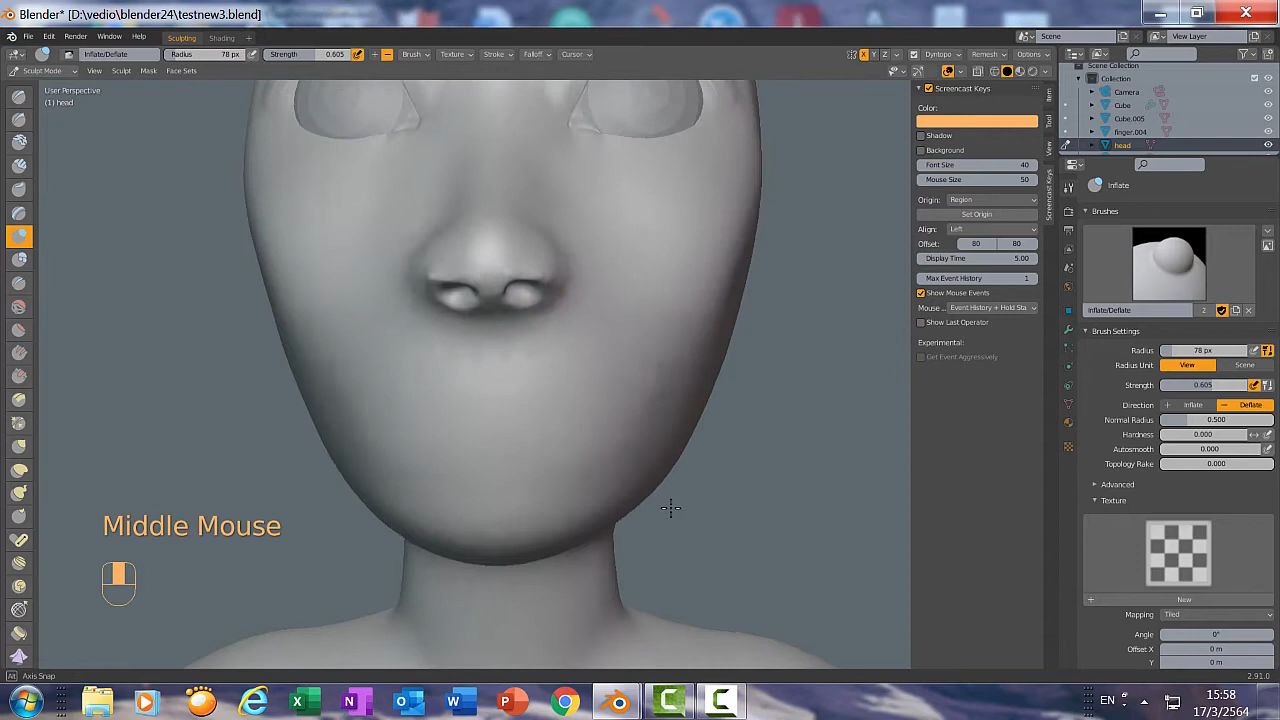 Blender* [D:\vedio\blender24\testnew3.blend]
File Edit Render Window Help Sculpting Shading + Scene View Layer
Inflate/Deflate Radius 78 px Strength 0.605 Brush Texture Stroke Falloff Cursor X Y Z Dyntopo Remesh Options
Sculpt Mode View Sculpt Mask Face Sets
User Perspective
(1) head
Screencast Keys
Color:
Shadow
Background
Font Size 40
Mouse Size 50
Origin: Region
Set Origin
Align: Left
Offset: 80 80
Display Time 5.00
Max Event History 1
Show Mouse Events
Mouse ... Event History + Hold Sta
Show Last Operator
Experimental:
Get Event Aggressively
Item
Tool
View
Screencast Keys
Scene Collection
Collection
Camera
Cube
Cube.005
finger.004
head
Inflate
Brushes
Inflate/Deflate 2
Brush Settings
Radius 78 px
Radius Unit View Scene
Strength 0.605
Direction + Inflate − Deflate
Normal Radius 0.500
Hardness 0.000
Autosmooth 0.000
Topology Rake 0.000
Advanced
Texture
+ New
Mapping Tiled
Angle 0°
Offset X 0 m
Y 0 m
Middle Mouse
Alt Axis Snap 2.91.0
EN 15:58
17/3/2564